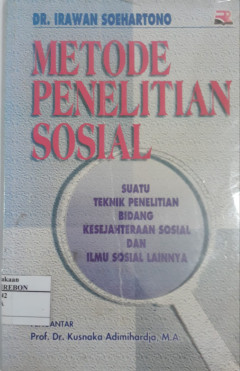 DR. IRAWAN SOEHARTONO
METODE
PENELITIAN
SOSIAL
SUATU
TEKNIK PENELITIAN
BIDANG
KESEJAHTERAAN SOSIAL
DAN
ILMU SOSIAL LAINNYA
Prof. Dr. Kusnaka Adimihardja, M.A.